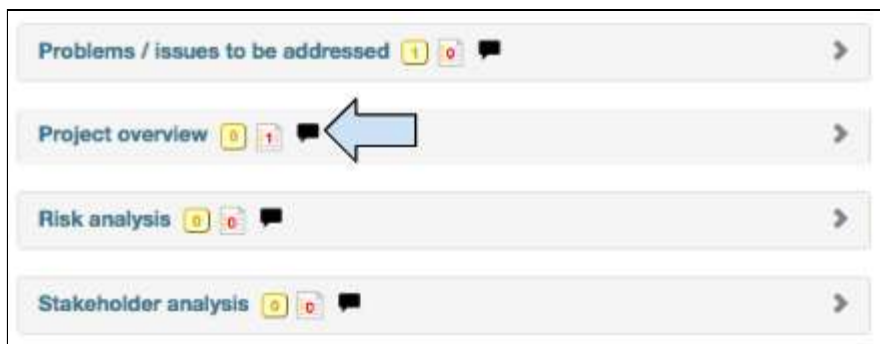 Problems / issues to be addressed 1 0
Project overview 0 1
Risk analysis 0 0
Stakeholder analysis 0 0